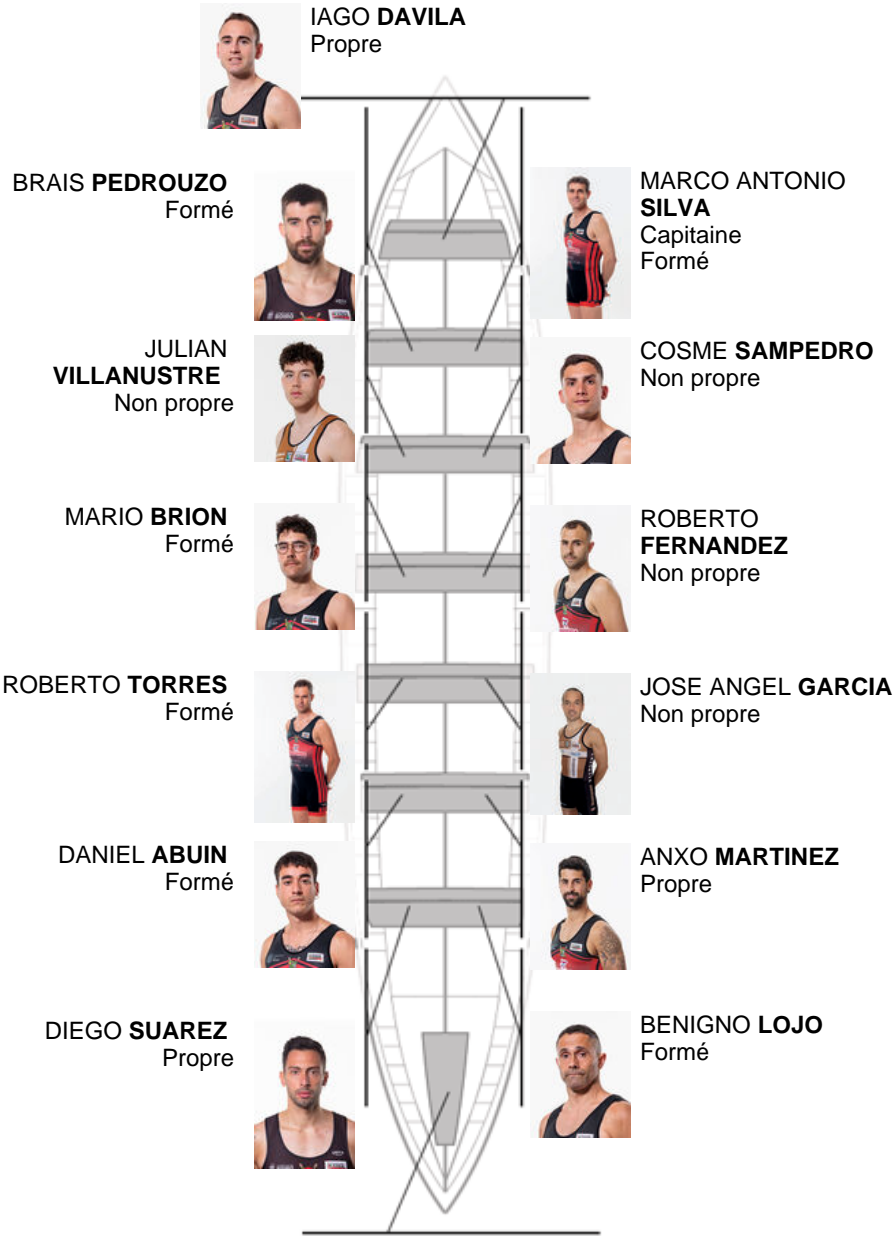 IAGO DAVILA
Propre
BRAIS PEDROUZO
Formé
MARCO ANTONIO
SILVA
Capitaine
Formé
JULIAN
VILLANUSTRE
Non propre
COSME SAMPEDRO
Non propre
MARIO BRION
Formé
ROBERTO
FERNANDEZ
Non propre
ROBERTO TORRES
Formé
JOSE ANGEL GARCIA
Non propre
DANIEL ABUIN
Formé
ANXO MARTINEZ
Propre
DIEGO SUAREZ
Propre
BENIGNO LOJO
Formé